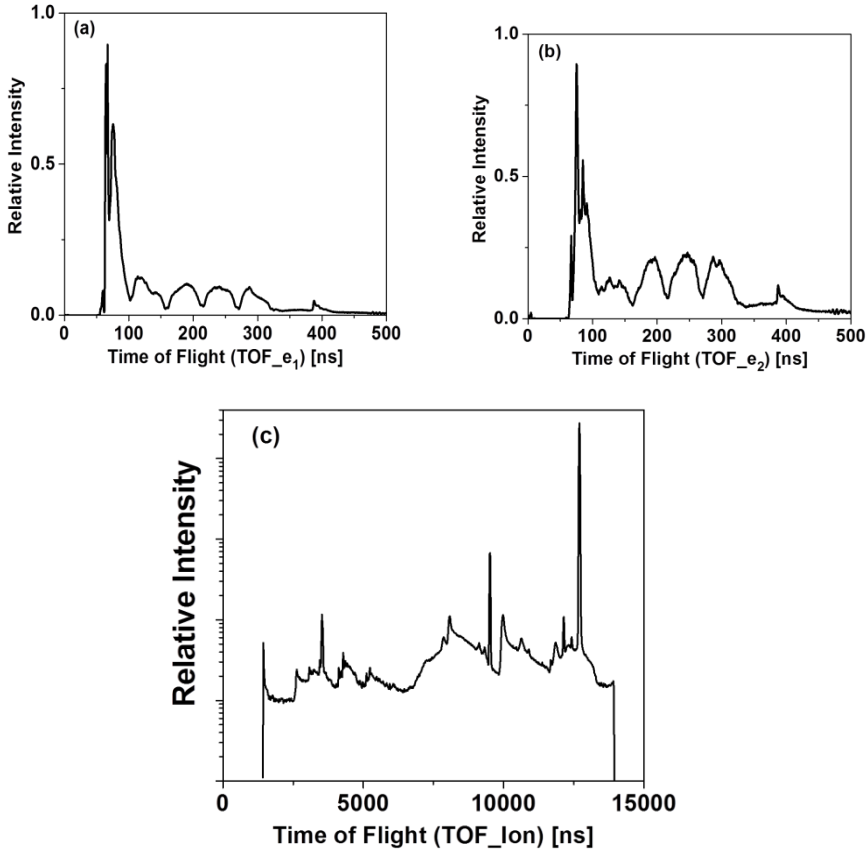 (a)
1.0
0.5
0.0
Relative Intensity
0 100 200 300 400 500
Time of Flight (TOF_e₁) [ns]
(b)
1.0
0.5
0.0
Relative Intensity
0 100 200 300 400 500
Time of Flight (TOF_e₂) [ns]
(c)
Relative Intensity
0 5000 10000 15000
Time of Flight (TOF_Ion) [ns]